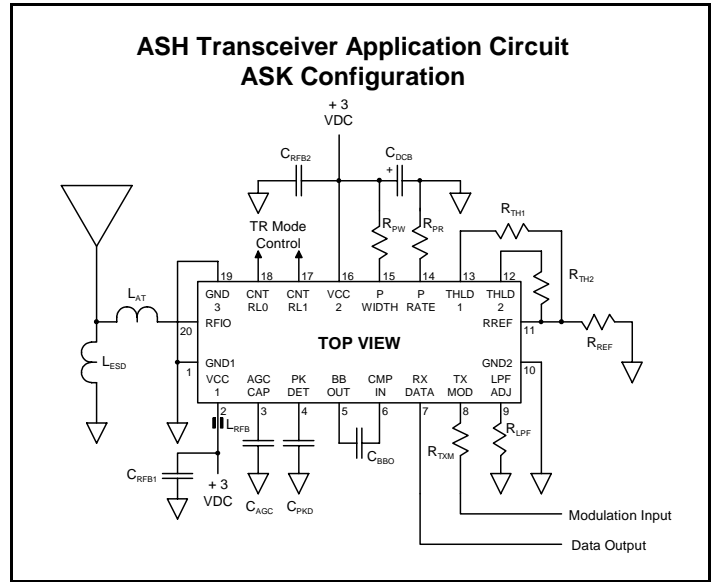 ASH Transceiver Application Circuit
ASK Configuration
+ 3
VDC
CRFB2
CDCB
+
TR Mode
Control
RPW
RPR
RTH1
RTH2
19
18
17
16
15
14
13
12
GND
3
CNT
RL0
CNT
RL1
VCC
2
P
WIDTH
P
RATE
THLD
1
THLD
2
LAT
20
RFIO
RREF
11
RREF
TOP VIEW
LESD
1
GND1
GND2
10
VCC
1
AGC
CAP
PK
DET
BB
OUT
CMP
IN
RX
DATA
TX
MOD
LPF
ADJ
2
3
4
5
6
7
8
9
LRFB
RLPF
CBBO
RTXM
CRFB1
+ 3
VDC
CAGC
CPKD
Modulation Input
Data Output